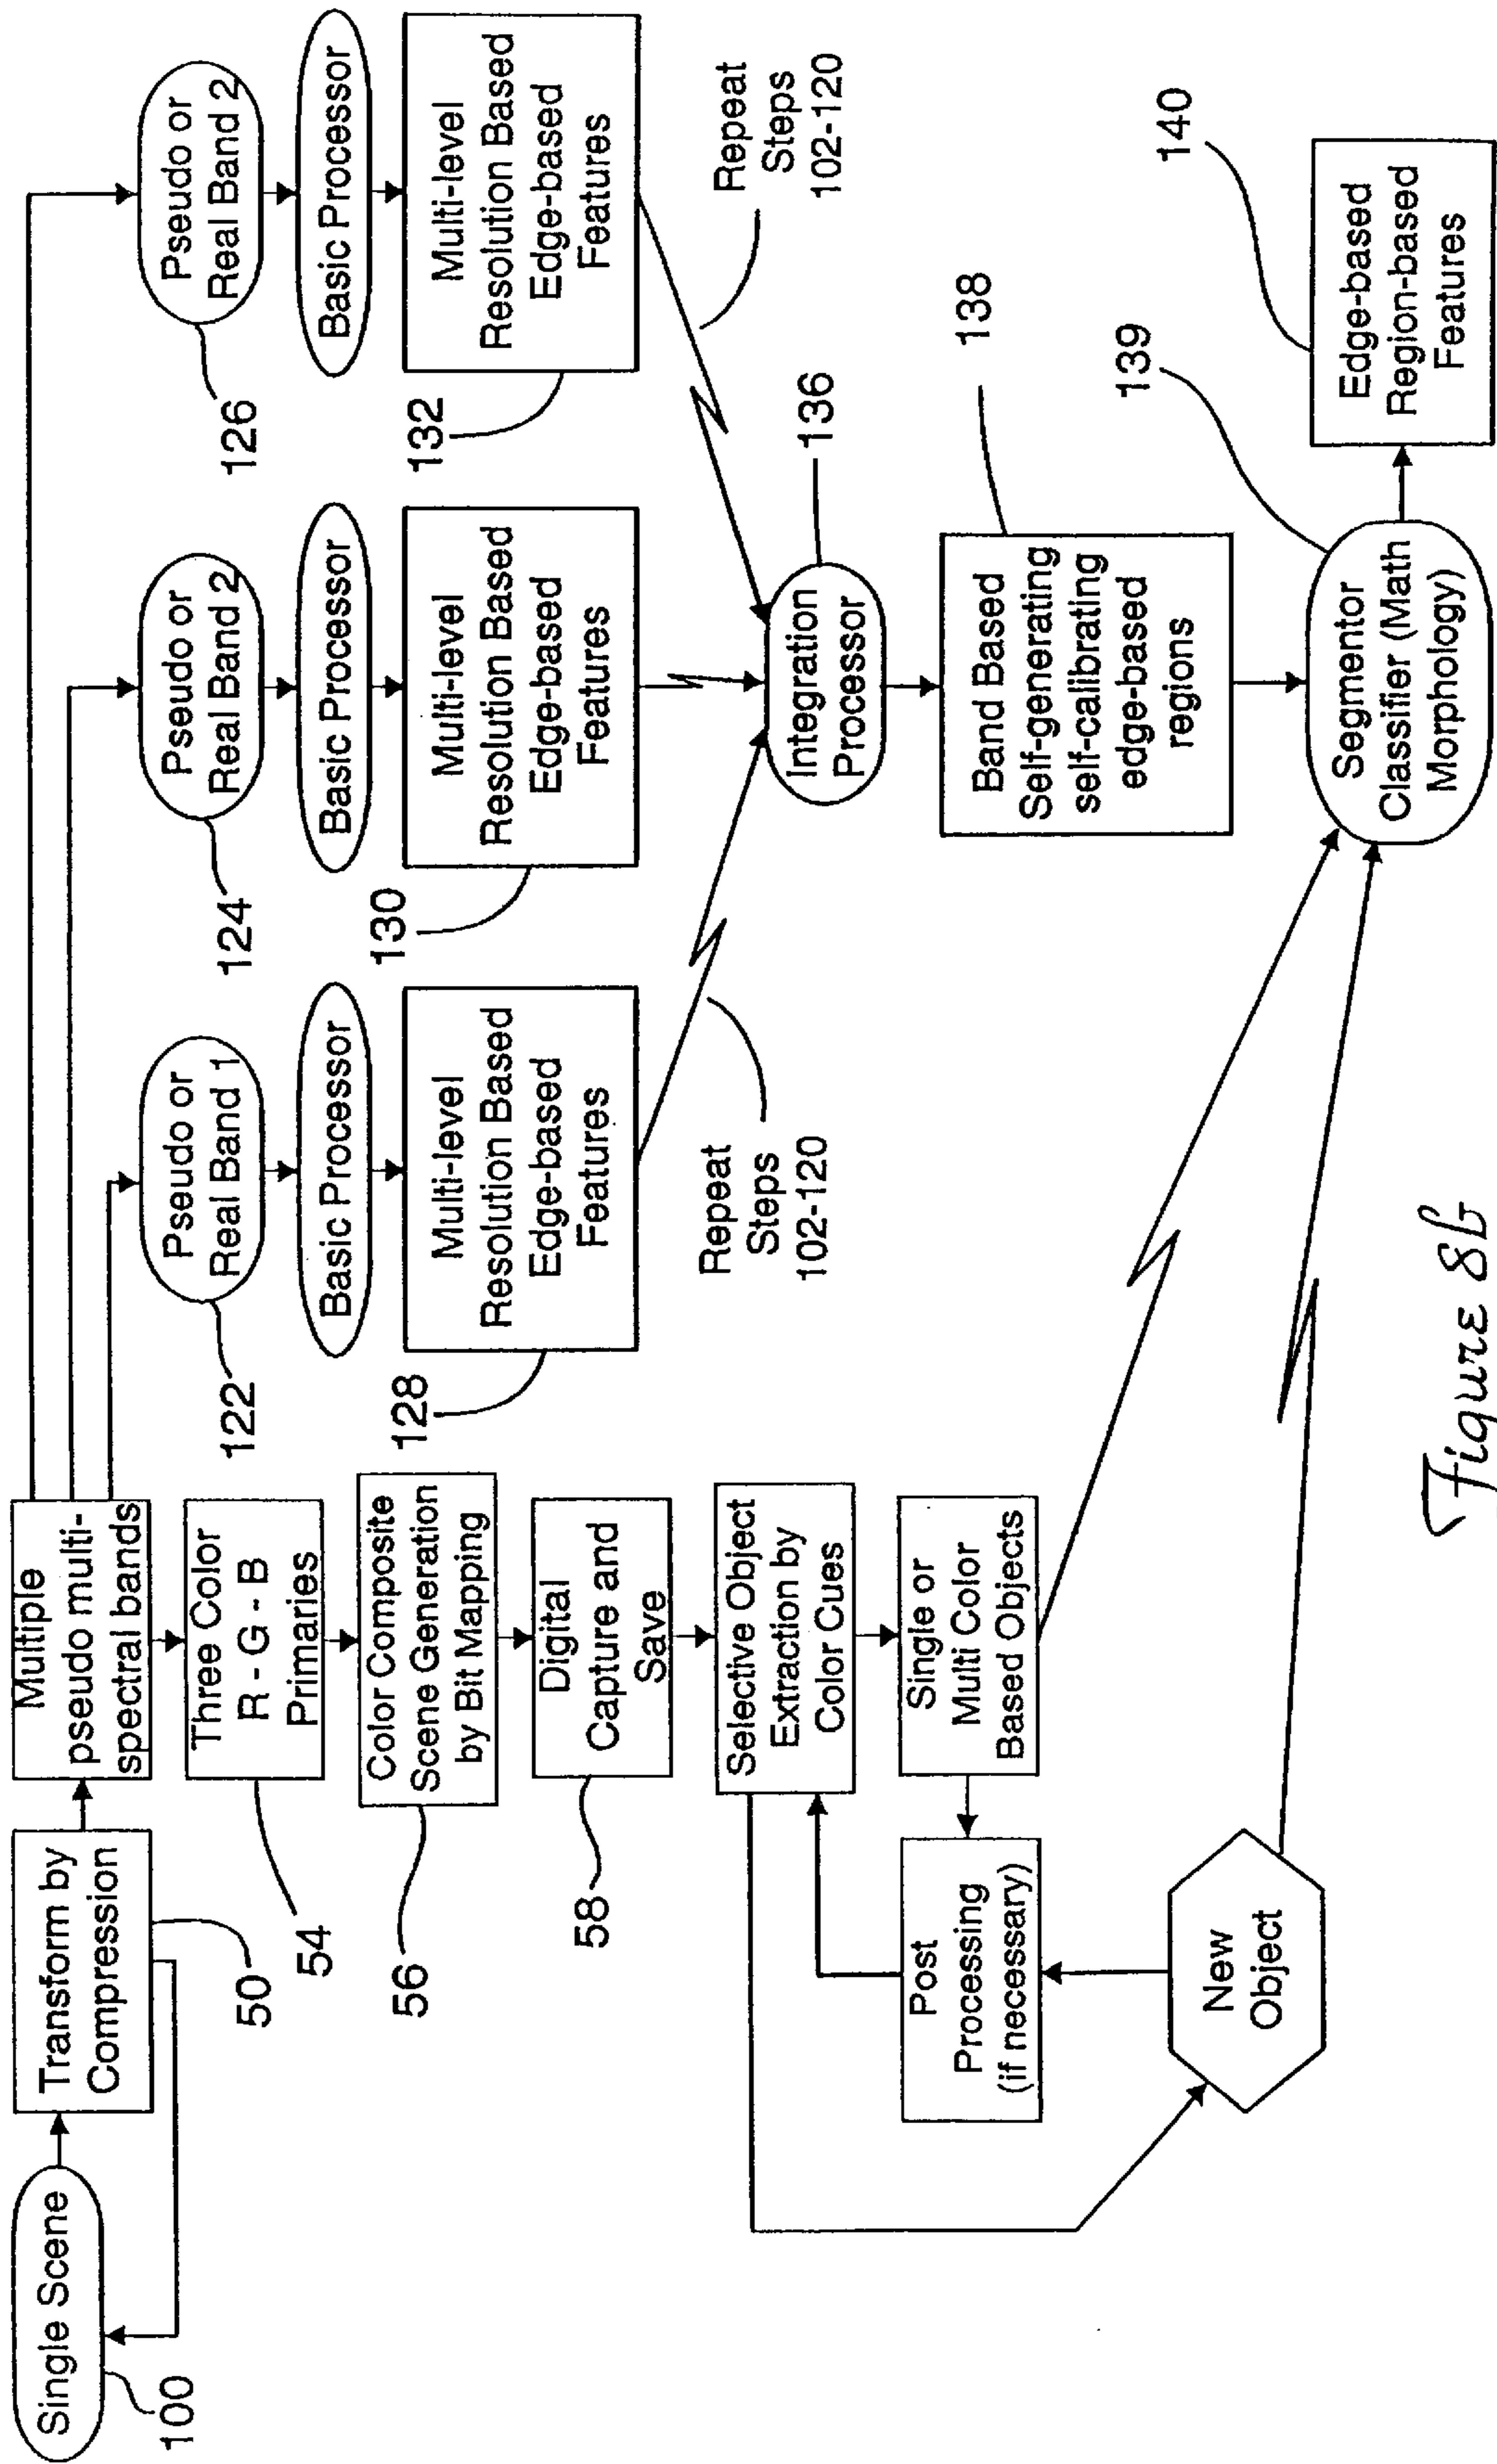 Single Scene
100
Transform by
Compression
50
Multiple
pseudo multi-
spectral bands
Three Color
R - G - B
Primaries
54
Color Composite
Scene Generation
by Bit Mapping
56
Digital
Capture and
Save
58
Selective Object
Extraction by
Color Cues
Single or
Multi Color
Based Objects
Post
Processing
(if necessary)
New
Object
Pseudo or
Real Band 1
122
Basic Processor
Multi-level
Resolution Based
Edge-based
Features
128
Repeat
Steps
102-120
Pseudo or
Real Band 2
124
Basic Processor
Multi-level
Resolution Based
Edge-based
Features
130
Pseudo or
Real Band 2
126
Basic Processor
Multi-level
Resolution Based
Edge-based
Features
132
Repeat
Steps
102-120
Integration
Processor
136
Band Based
Self-generating
self-calibrating
edge-based
regions
138
Segmentor
Classifier (Math
Morphology)
139
Edge-based
Region-based
Features
140
Figure 8b